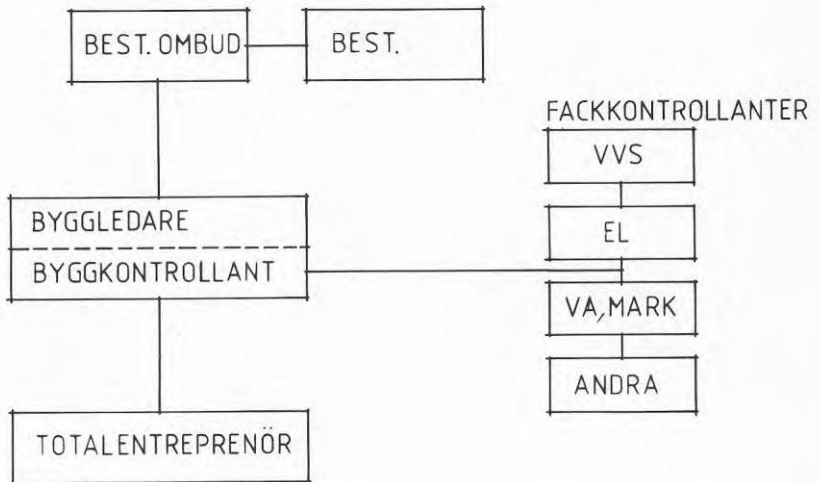 BEST. OMBUD
BEST.
FACKKONTROLLANTER
VVS
BYGGLEDARE
EL
BYGGKONTROLLANT
VA, MARK
ANDRA
TOTALENTREPRENÖR